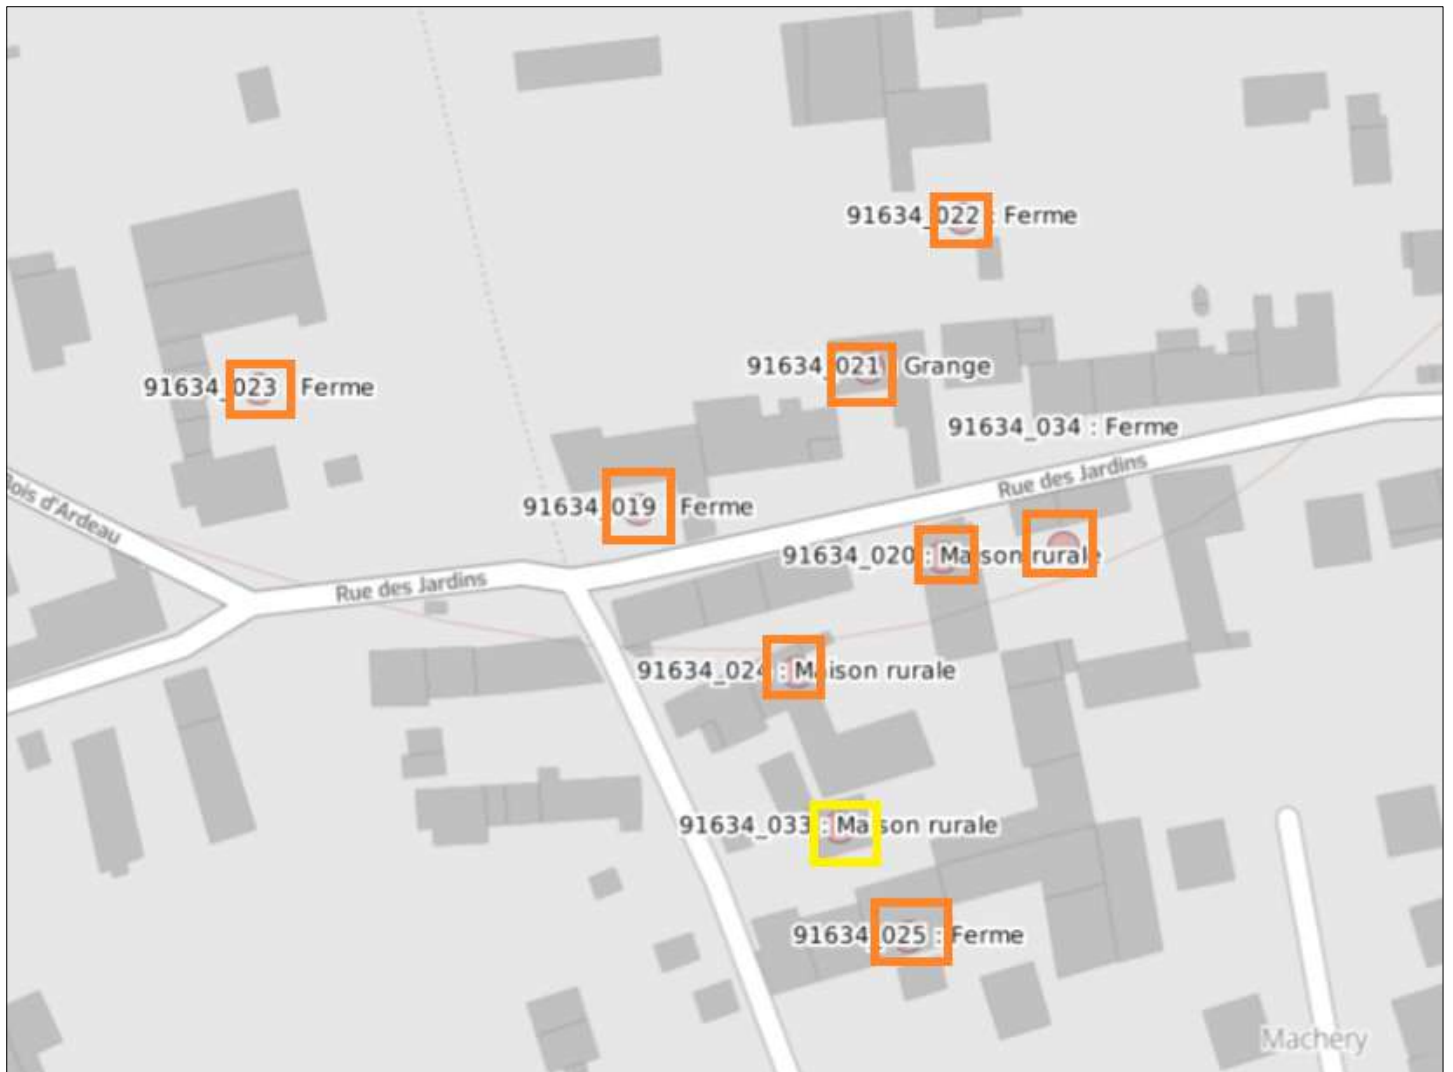 91634_022 : Ferme
91634_021 : Grange
91634_023 : Ferme
91634_034 : Ferme
Rue des Jardins
91634_019 : Ferme
Bois d'Ardeau
91634_020 : Maison rurale
Rue des Jardins
91634_024 : Maison rurale
91634_033 : Maison rurale
91634_025 : Ferme
Machery